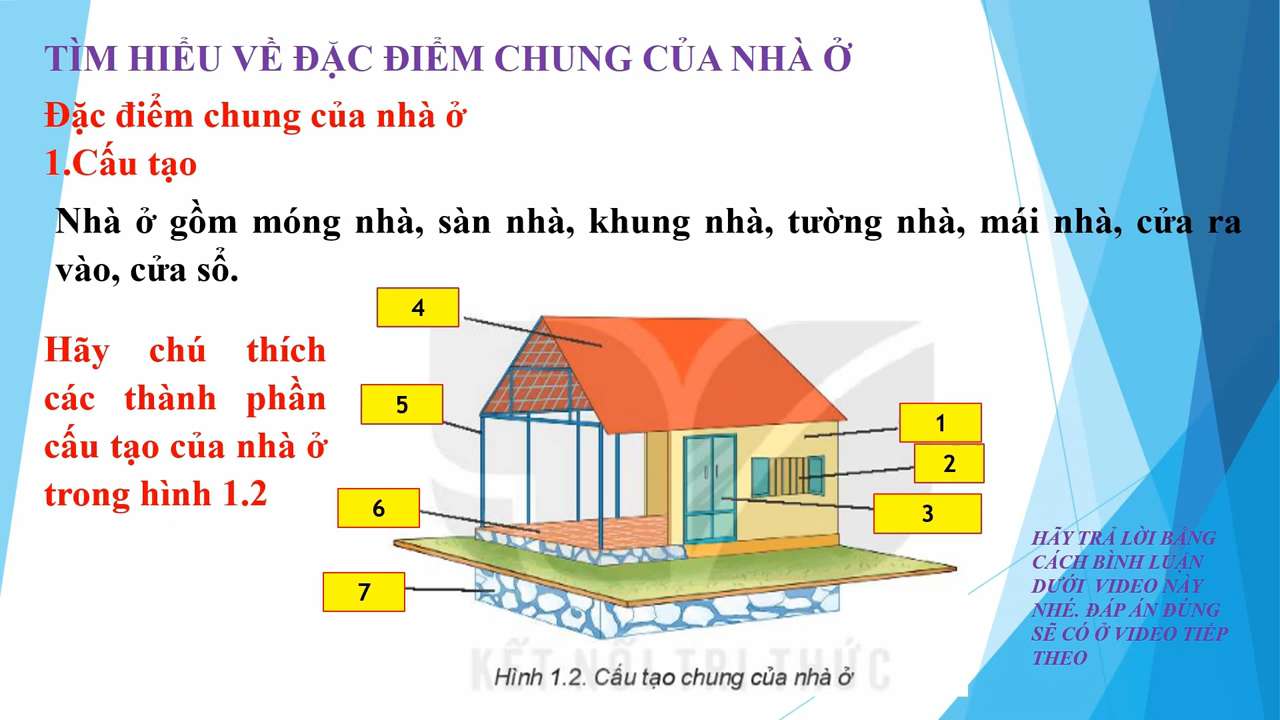 TÌM HIỂU VỀ ĐẶC ĐIỂM CHUNG CỦA NHÀ Ở
Đặc điểm chung của nhà ở
1.Cấu tạo
Nhà ở gồm móng nhà, sàn nhà, khung nhà, tường nhà, mái nhà, cửa ra
vào, cửa sổ.
Hãy chú thích
các thành phần
cấu tạo của nhà ở
trong hình 1.2
4
5
6
7
1
2
3
HÃY TRẢ LỜI BẰNG
CÁCH BÌNH LUẬN
DƯỚI VIDEO NÀY
NHÉ. ĐÁP ÁN ĐÚNG
SẼ CÓ Ở VIDEO TIẾP
THEO
KẾT NỐI TRI THỨC
Hình 1.2. Cấu tạo chung của nhà ở